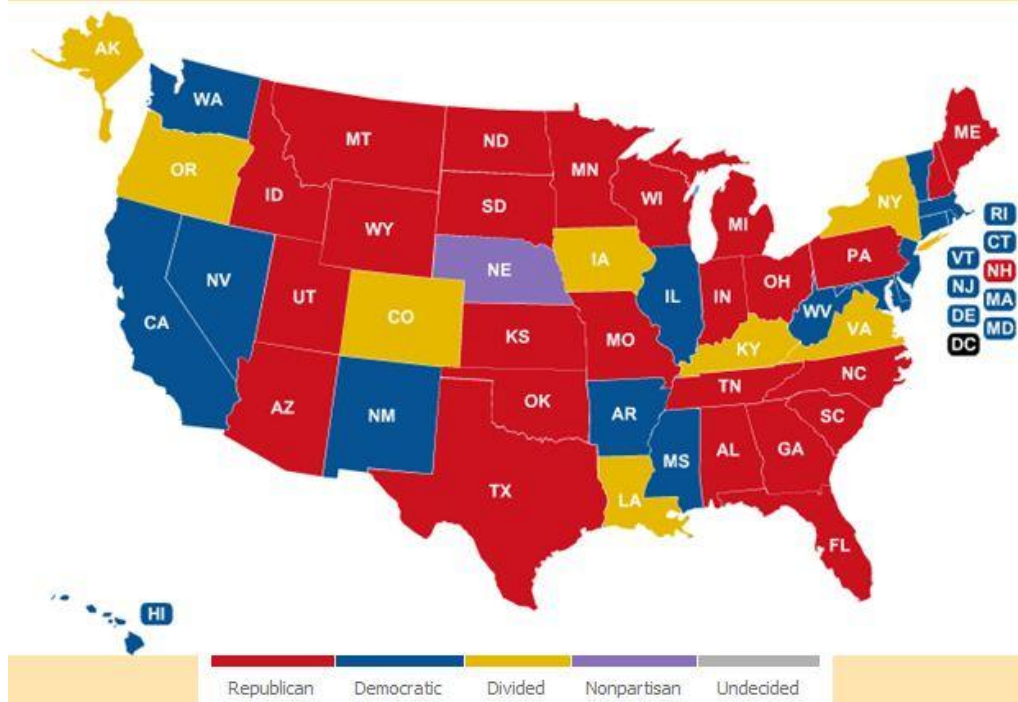 AK
WA
MT
ND
MN
ME
OR
ID
SD
WI
MI
NY
WY
RI
CT
NE
IA
PA
VT
NH
NV
UT
CO
IL
IN
OH
NJ
MA
CA
KS
MO
WV
VA
DE
MD
KY
DC
AZ
NM
OK
AR
TN
NC
SC
MS
AL
GA
TX
LA
FL
HI
Republican Democratic Divided Nonpartisan Undecided